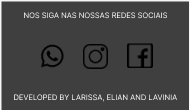 NOS SIGA NAS NOSSAS REDES SOCIAIS
DEVELOPED BY LARISSA, ELIAN AND LAVINIA